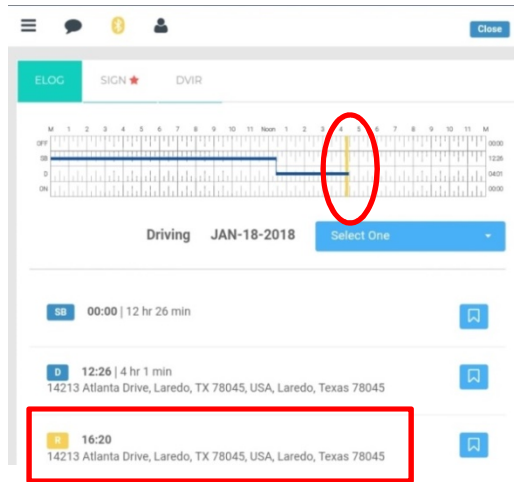 Close
ELOG SIGN DVIR
M 1 2 3 4 5 6 7 8 9 10 11 Noon 1 2 3 4 5 6 7 8 9 10 11 M
OFF 00:00
SB 12:26
D 04:01
ON 00:00
Driving JAN-18-2018 Select One
SB 00:00 | 12 hr 26 min
D 12:26 | 4 hr 1 min
14213 Atlanta Drive, Laredo, TX 78045, USA, Laredo, Texas 78045
R 16:20
14213 Atlanta Drive, Laredo, TX 78045, USA, Laredo, Texas 78045